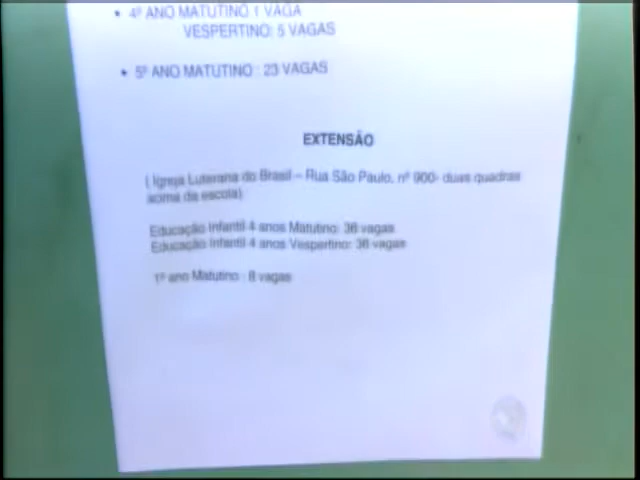 • 4º ANO MATUTINO 1 VAGA
VESPERTINO: 5 VAGAS
• 5º ANO MATUTINO : 23 VAGAS
EXTENSÃO
( Igreja Luterana do Brasil – Rua São Paulo, nº 900- duas quadras
acima da escola)
Educação Infantil 4 anos Matutino: 36 vagas
Educação Infantil 4 anos Vespertino: 36 vagas
1º ano Matutino : 8 vagas